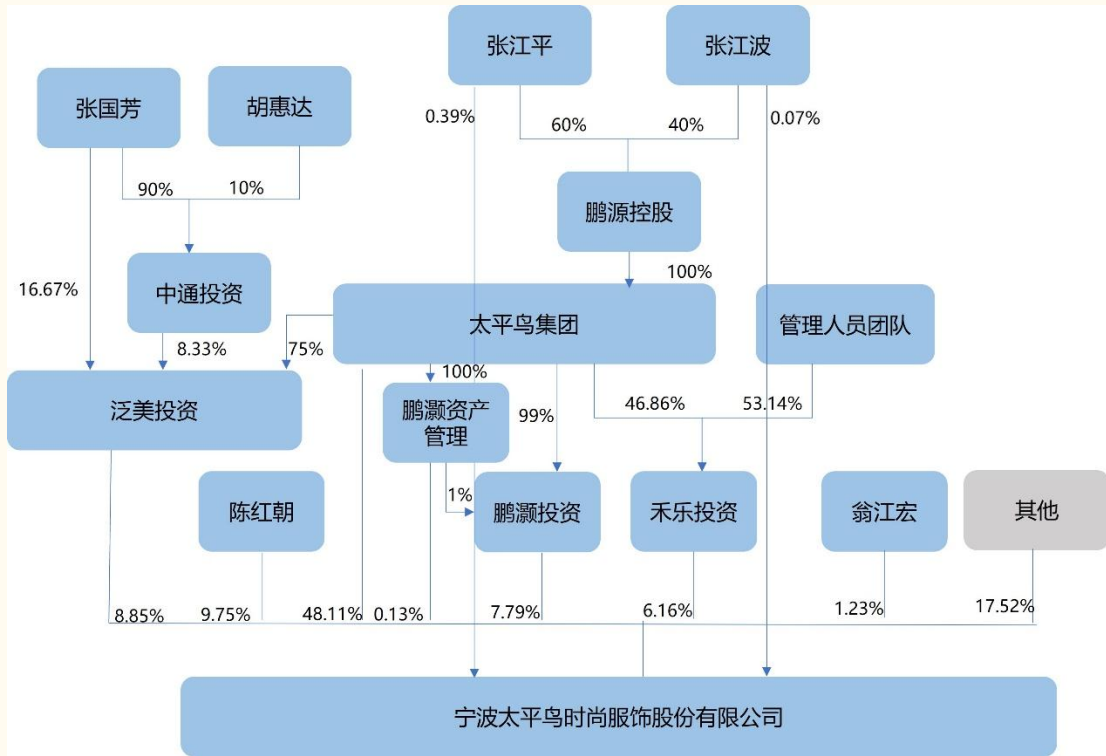 张江平
张江波
张国芳
胡惠达
0.39%
60%
40%
0.07%
90%
10%
鹏源控股
16.67%
中通投资
100%
太平鸟集团
管理人员团队
8.33%
75%
100%
泛美投资
鹏灏资产
管理
99%
46.86%
53.14%
1%
陈红朝
鹏灏投资
禾乐投资
翁江宏
其他
8.85%
9.75%
48.11%
0.13%
7.79%
6.16%
1.23%
17.52%
宁波太平鸟时尚服饰股份有限公司